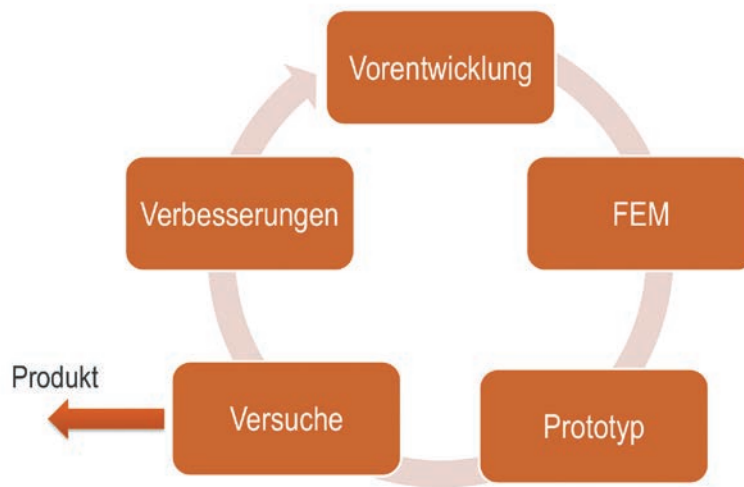 Vorentwicklung
FEM
Prototyp
Versuche
Verbesserungen
Produkt